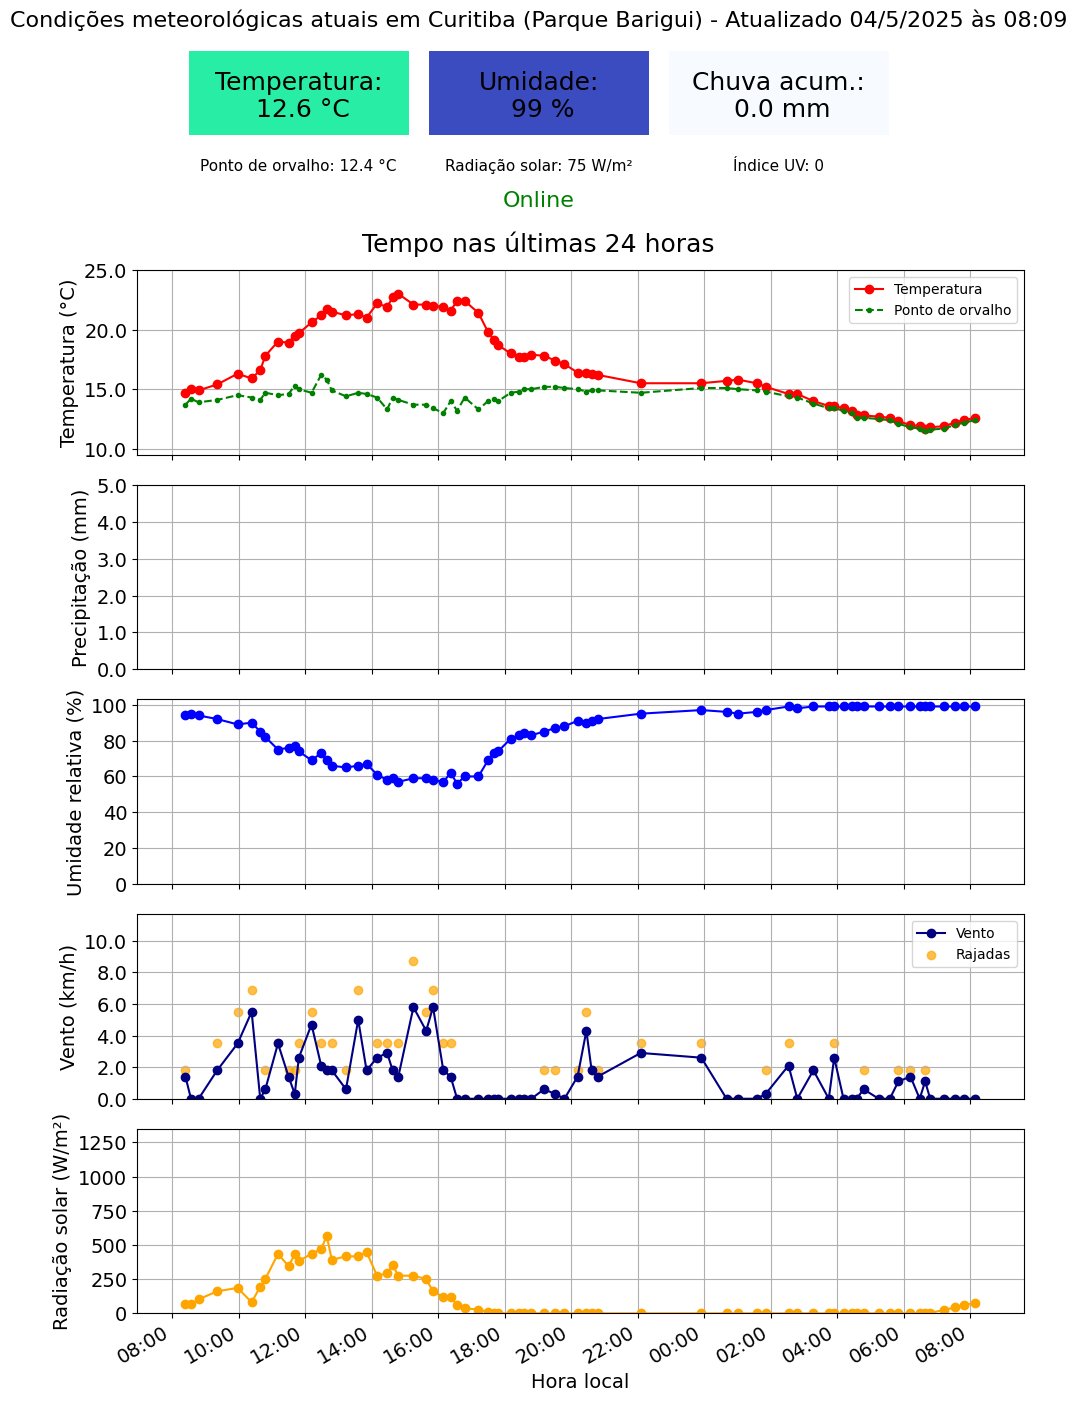 Condições meteorológicas atuais em Curitiba (Parque Barigui) - Atualizado 04/5/2025 às 08:09
Temperatura:
12.6 °C
Umidade:
99 %
Chuva acum.:
0.0 mm
Ponto de orvalho: 12.4 °C
Radiação solar: 75 W/m²
Índice UV: 0
Online
Tempo nas últimas 24 horas
Temperatura (°C)
25.0
20.0
15.0
10.0
Temperatura
Ponto de orvalho
Precipitação (mm)
5.0
4.0
3.0
2.0
1.0
0.0
Umidade relativa (%)
100
80
60
40
20
0
Vento (km/h)
10.0
8.0
6.0
4.0
2.0
0.0
Vento
Rajadas
Radiação solar (W/m²)
1250
1000
750
500
250
0
08:00
10:00
12:00
14:00
16:00
18:00
20:00
22:00
00:00
02:00
04:00
06:00
08:00
Hora local